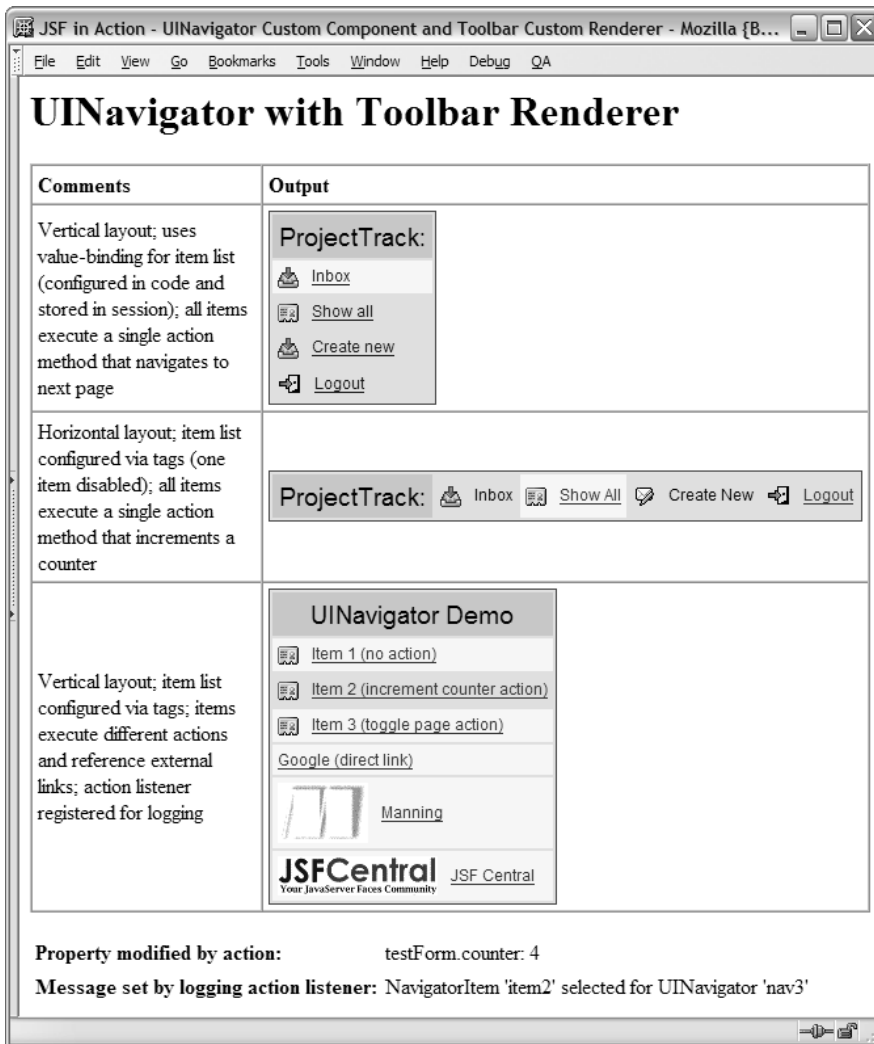 JSF in Action - UINavigator Custom Component and Toolbar Custom Renderer - Mozilla {B...
File Edit View Go Bookmarks Tools Window Help Debug QA
UINavigator with Toolbar Renderer
Comments Output
Vertical layout; uses
value-binding for item list
(configured in code and
stored in session); all items
execute a single action
method that navigates to
next page
ProjectTrack:
Inbox
Show all
Create new
Logout
Horizontal layout; item list
configured via tags (one
item disabled); all items
execute a single action
method that increments a
counter
ProjectTrack: Inbox Show All Create New Logout
Vertical layout; item list
configured via tags; items
execute different actions
and reference external
links; action listener
registered for logging
UINavigator Demo
Item 1 (no action)
Item 2 (increment counter action)
Item 3 (toggle page action)
Google (direct link)
Manning
JSFCentral
Your JavaServer Faces Community
JSF Central
Property modified by action: testForm.counter: 4
Message set by logging action listener: NavigatorItem 'item2' selected for UINavigator 'nav3'